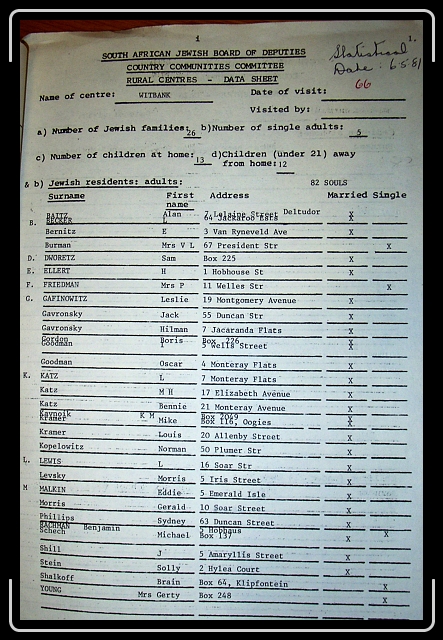 1 1.
SOUTH AFRICAN JEWISH BOARD OF DEPUTIES
COUNTRY COMMUNITIES COMMITTEE
RURAL CENTRES - DATA SHEET
Statistical
Date : 6.5.81
66
Name of centre: WITBANK Date of visit:
Visited by:
a) Number of Jewish families: 26 b) Number of single adults: 5
c) Number of children at home: 13 d) Children (under 21) away
from home: 12
& b) Jewish residents: adults: 82 SOULS
Surname First name Address Married Single
BAITZ Alan 7 Street Deltudor X
B. BECKER L 64 Jackaroo X
Bernitz E 3 Van Ryneveld Ave X
Burman Mrs V L 67 President Str X
D. DWORETZ Sam Box 225 X
E. ELLERT H 1 Hobhouse St X
F. FRIEDMAN Mrs P 11 Welles Str X
G. GAFINOWITZ Leslie 19 Montgomery Avenue X
Gavronsky Jack 55 Duncan Str X
Gavronsky Hilman 7 Jacaranda Flats X
Gordon Boris Box 226 X
Goodman I 5 Wells Street X
Goodman Oscar 4 Monteray Flats X
K. KATZ L 7 Monteray Flats X
Katz M H 17 Elizabeth Avenue X
Katz Bennie 21 Monteray Avenue X
K M Box 2049 X
Kramer Mike Box 116, Oogies X
Kramer Louis 20 Allenby Street X
Kopelowitz Norman 50 Plumer Str X
L. LEWIS L 16 Soar Str X
Levsky Morris 5 Iris Street X
M MALKIN Eddie 5 Emerald Isle X
Morris Gerald 10 Soar Street X
Phillips Sydney 63 Duncan Street X
BACHMAN Benjamin 5 Hobhaus X
Schech Michael Box 137 X
Shill J 5 Amaryllis Street X
Stein Solly 2 Hylea Court X
Shalkoff Brain Box 64, Klipfontein X
YOUNG Mrs Gerty Box 248 X